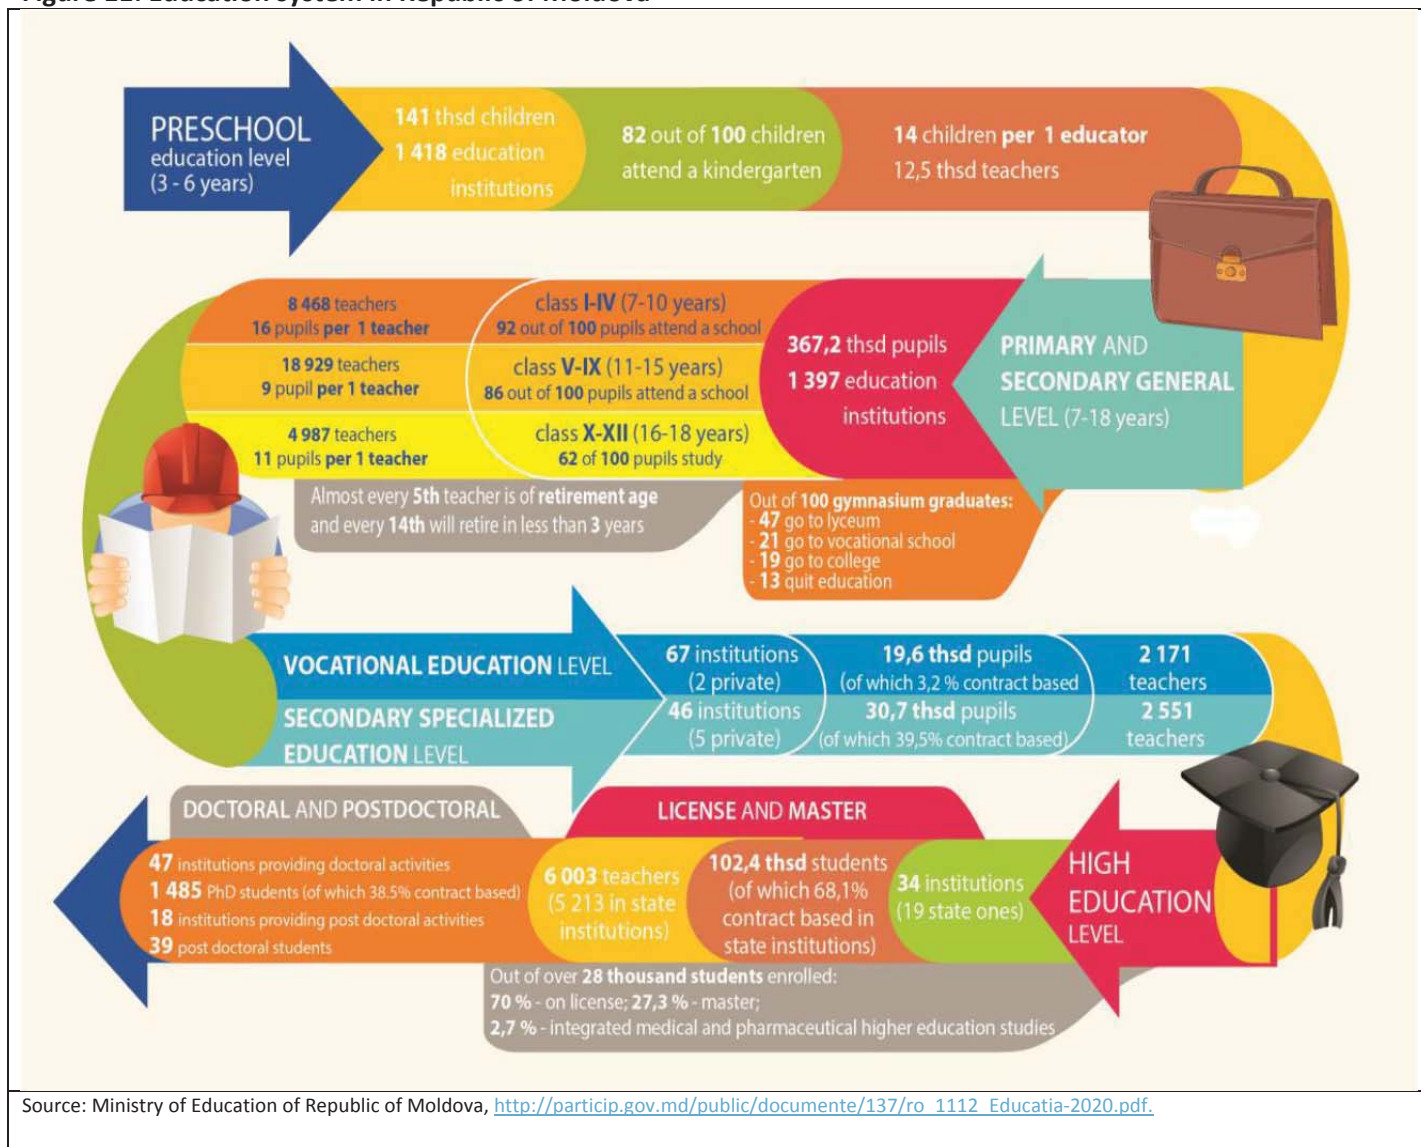 Figure 11: Education system in Republic of Moldova
PRESCHOOL
education level
(3 - 6 years)
141 thsd children
1 418 education
institutions
82 out of 100 children
attend a kindergarten
14 children per 1 educator
12,5 thsd teachers
PRIMARY AND
SECONDARY GENERAL
LEVEL (7-18 years)
367,2 thsd pupils
1 397 education
institutions
class I-IV (7-10 years)
92 out of 100 pupils attend a school
8 468 teachers
16 pupils per 1 teacher
class V-IX (11-15 years)
86 out of 100 pupils attend a school
18 929 teachers
9 pupil per 1 teacher
class X-XII (16-18 years)
62 of 100 pupils study
4 987 teachers
11 pupils per 1 teacher
Almost every 5th teacher is of retirement age
and every 14th will retire in less than 3 years
Out of 100 gymnasium graduates:
- 47 go to lyceum
- 21 go to vocational school
- 19 go to college
- 13 quit education
VOCATIONAL EDUCATION LEVEL
67 institutions
(2 private)
19,6 thsd pupils
(of which 3,2 % contract based
2 171
teachers
SECONDARY SPECIALIZED
EDUCATION LEVEL
46 institutions
(5 private)
30,7 thsd pupils
(of which 39,5% contract based)
2 551
teachers
HIGH
EDUCATION
LEVEL
LICENSE AND MASTER
34 institutions
(19 state ones)
102,4 thsd students
(of which 68,1%
contract based in
state institutions)
6 003 teachers
(5 213 in state
institutions)
Out of over 28 thousand students enrolled:
70 % - on license; 27,3 % - master;
2,7 % - integrated medical and pharmaceutical higher education studies
DOCTORAL AND POSTDOCTORAL
47 institutions providing doctoral activities
1 485 PhD students (of which 38.5% contract based)
18 institutions providing post doctoral activities
39 post doctoral students
Source: Ministry of Education of Republic of Moldova, http://particip.gov.md/public/documente/137/ro_1112_Educatia-2020.pdf.